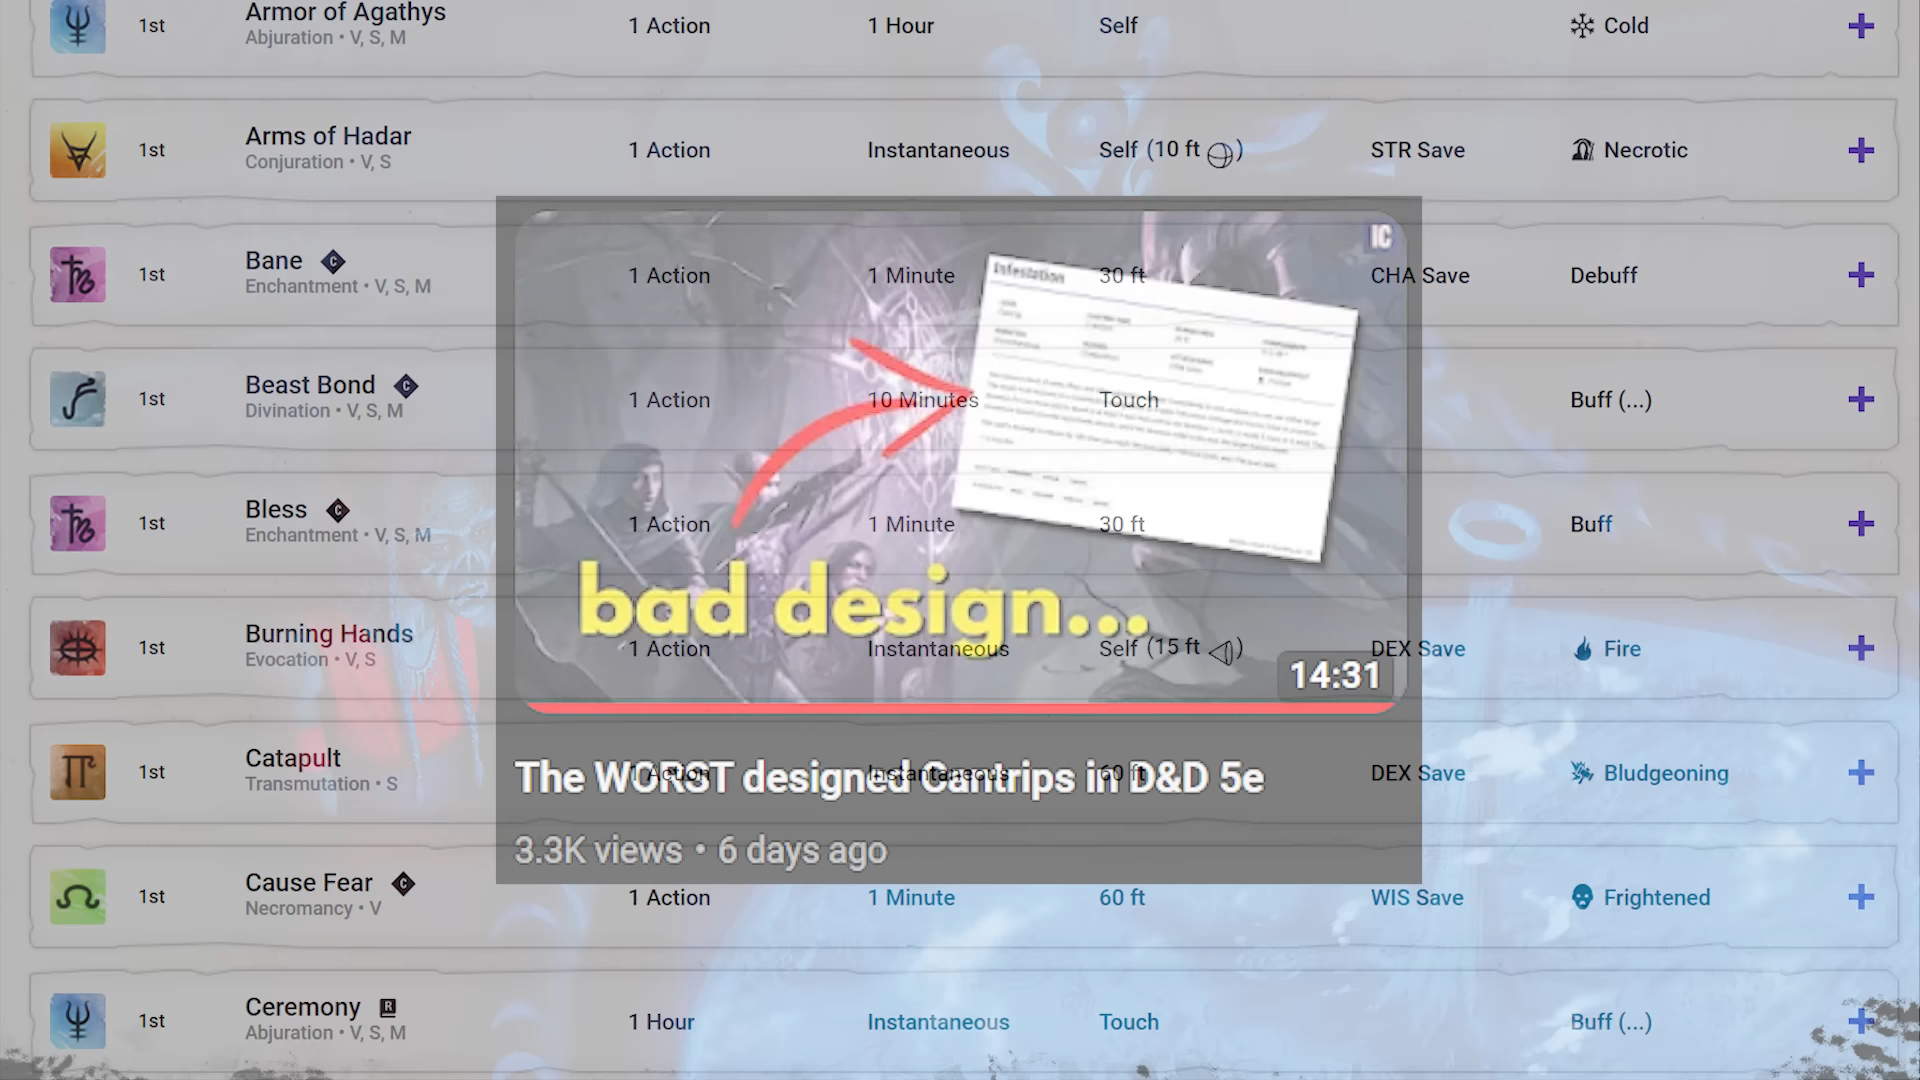 Armor of Agathys
1st 1 Action 1 Hour Self Cold
Abjuration • V, S, M
Arms of Hadar
1st 1 Action Instantaneous Self (10 ft ) STR Save Necrotic
Conjuration • V, S
IC
Bane C
1st 1 Action 1 Minute 30 ft CHA Save Debuff
Enchantment • V, S, M
Infestation
Beast Bond C
1st 1 Action 10 Minutes Touch Buff (...)
Divination • V, S, M
Bless C
1st 1 Action 1 Minute 30 ft Buff
Enchantment • V, S, M
bad design...
Burning Hands
1st 1 Action Instantaneous Self (15 ft ) DEX Save Fire
Evocation • V, S
14:31
Catapult
1st 1 Action Instantaneous 60 ft DEX Save Bludgeoning
Transmutation • S
The WORST designed Cantrips in D&D 5e
3.3K views • 6 days ago
Cause Fear C
1st 1 Action 1 Minute 60 ft WIS Save Frightened
Necromancy • V
Ceremony R
1st 1 Hour Instantaneous Touch Buff (...)
Abjuration • V, S, M